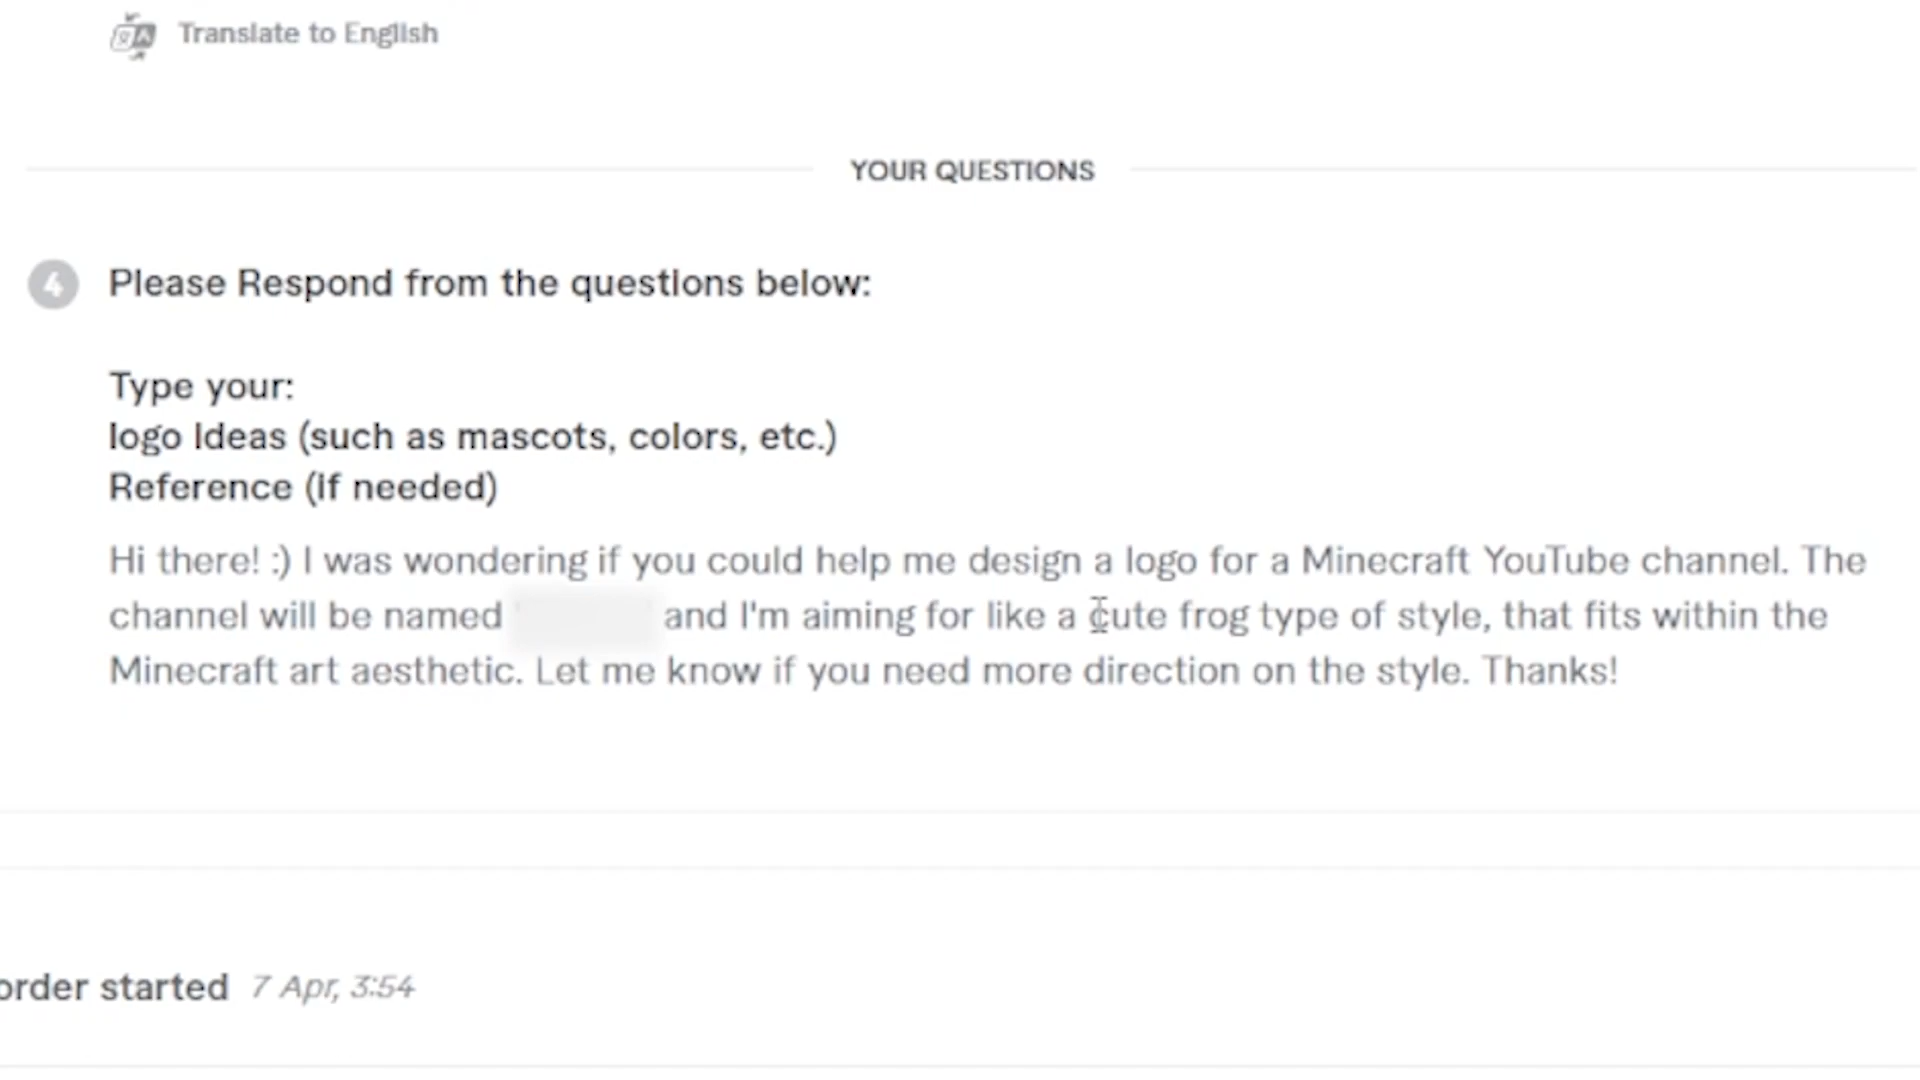 Translate to English
YOUR QUESTIONS
4 Please Respond from the questions below:
Type your:
logo Ideas (such as mascots, colors, etc.)
Reference (if needed)
Hi there! :) I was wondering if you could help me design a logo for a Minecraft YouTube channel. The
channel will be named and I'm aiming for like a cute frog type of style, that fits within the
Minecraft art aesthetic. Let me know if you need more direction on the style. Thanks!
order started 7 Apr, 3:54